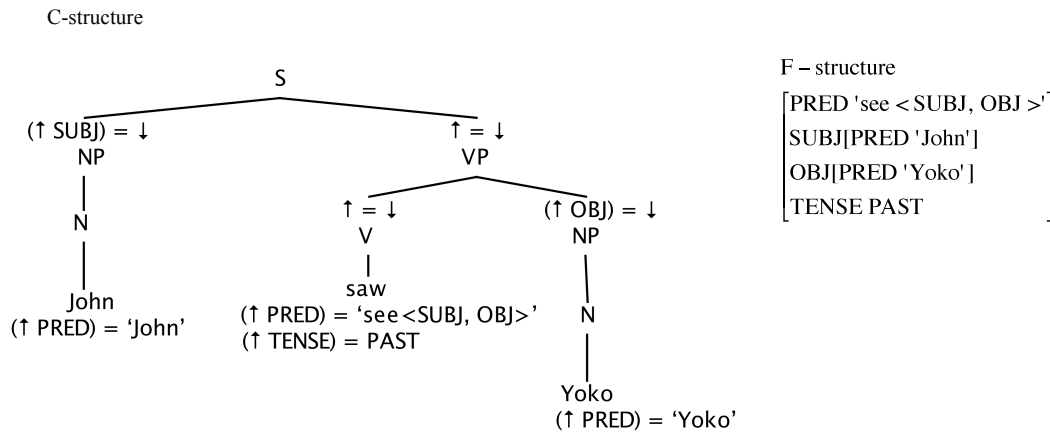 C-structure
S
(↑ SUBJ) = ↓
NP
↑ = ↓
VP
N
↑ = ↓
V
(↑ OBJ) = ↓
NP
John
(↑ PRED) = ‘John’
saw
(↑ PRED) = ‘see<SUBJ, OBJ>’
(↑ TENSE) = PAST
N
Yoko
(↑ PRED) = ‘Yoko’
F – structure
PRED 'see < SUBJ, OBJ >'
SUBJ[PRED 'John']
OBJ[PRED 'Yoko']
TENSE PAST